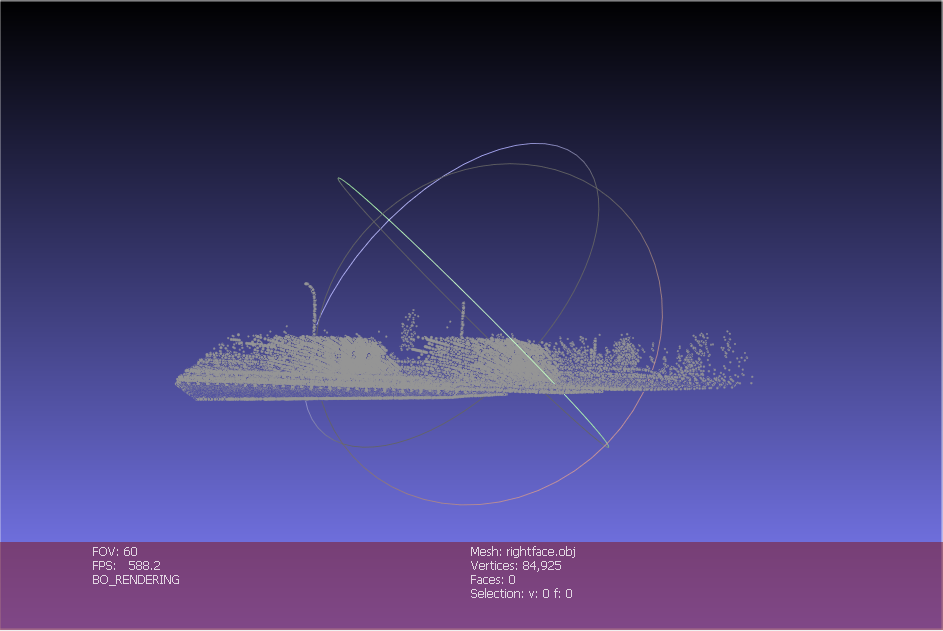 FOV: 60
FPS: 588.2
BO_RENDERING
Mesh: rightface.obj
Vertices: 84,925
Faces: 0
Selection: v: 0 f: 0